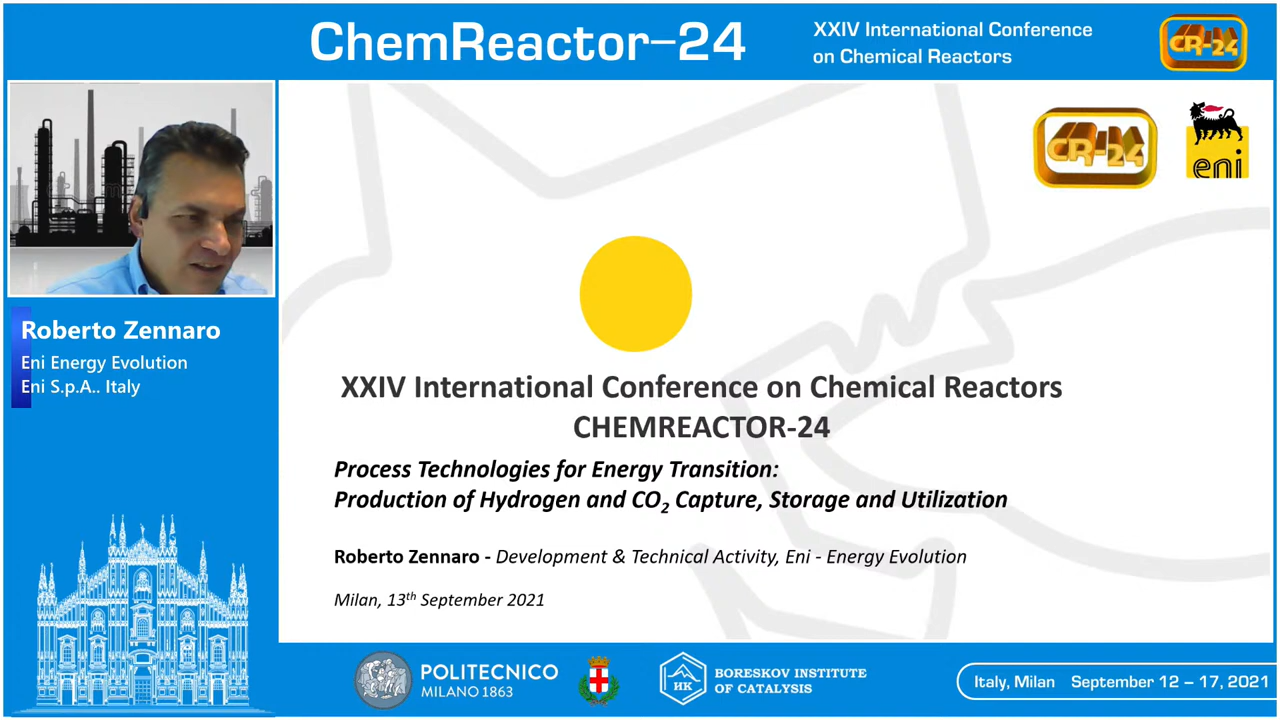 ChemReactor–24
XXIV International Conference
on Chemical Reactors
CR-24
CR-24
eni
Roberto Zennaro
Eni Energy Evolution
Eni S.p.A.. Italy
XXIV International Conference on Chemical Reactors
CHEMREACTOR-24
Process Technologies for Energy Transition:
Production of Hydrogen and CO₂ Capture, Storage and Utilization
Roberto Zennaro - Development & Technical Activity, Eni - Energy Evolution
Milan, 13th September 2021
POLITECNICO
MILANO 1863
HK
BORESKOV INSTITUTE
OF CATALYSIS
Italy, Milan September 12 – 17, 2021